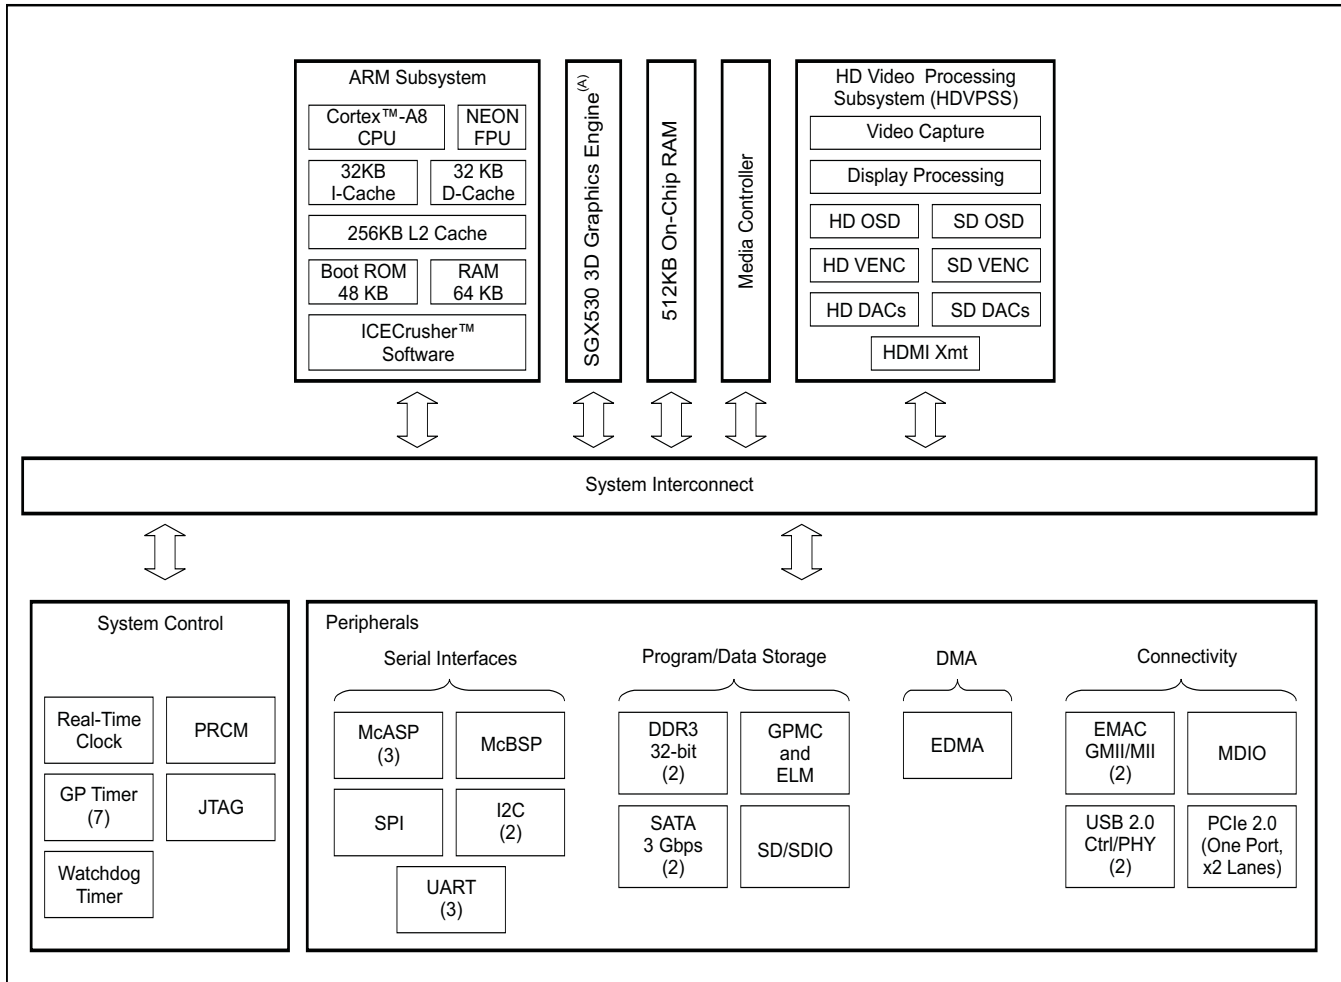 ARM Subsystem
Cortex™-A8
CPU
NEON
FPU
32KB
I-Cache
32 KB
D-Cache
256KB L2 Cache
Boot ROM
48 KB
RAM
64 KB
ICECrusher™
Software
SGX530 3D Graphics Engine(A)
512KB On-Chip RAM
Media Controller
HD Video Processing
Subsystem (HDVPSS)
Video Capture
Display Processing
HD OSD
SD OSD
HD VENC
SD VENC
HD DACs
SD DACs
HDMI Xmt
System Interconnect
System Control
Real-Time
Clock
PRCM
GP Timer
(7)
JTAG
Watchdog
Timer
Peripherals
Serial Interfaces
McASP
(3)
McBSP
SPI
I2C
(2)
UART
(3)
Program/Data Storage
DDR3
32-bit
(2)
GPMC
and
ELM
SATA
3 Gbps
(2)
SD/SDIO
DMA
EDMA
Connectivity
EMAC
GMII/MII
(2)
MDIO
USB 2.0
Ctrl/PHY
(2)
PCIe 2.0
(One Port,
x2 Lanes)